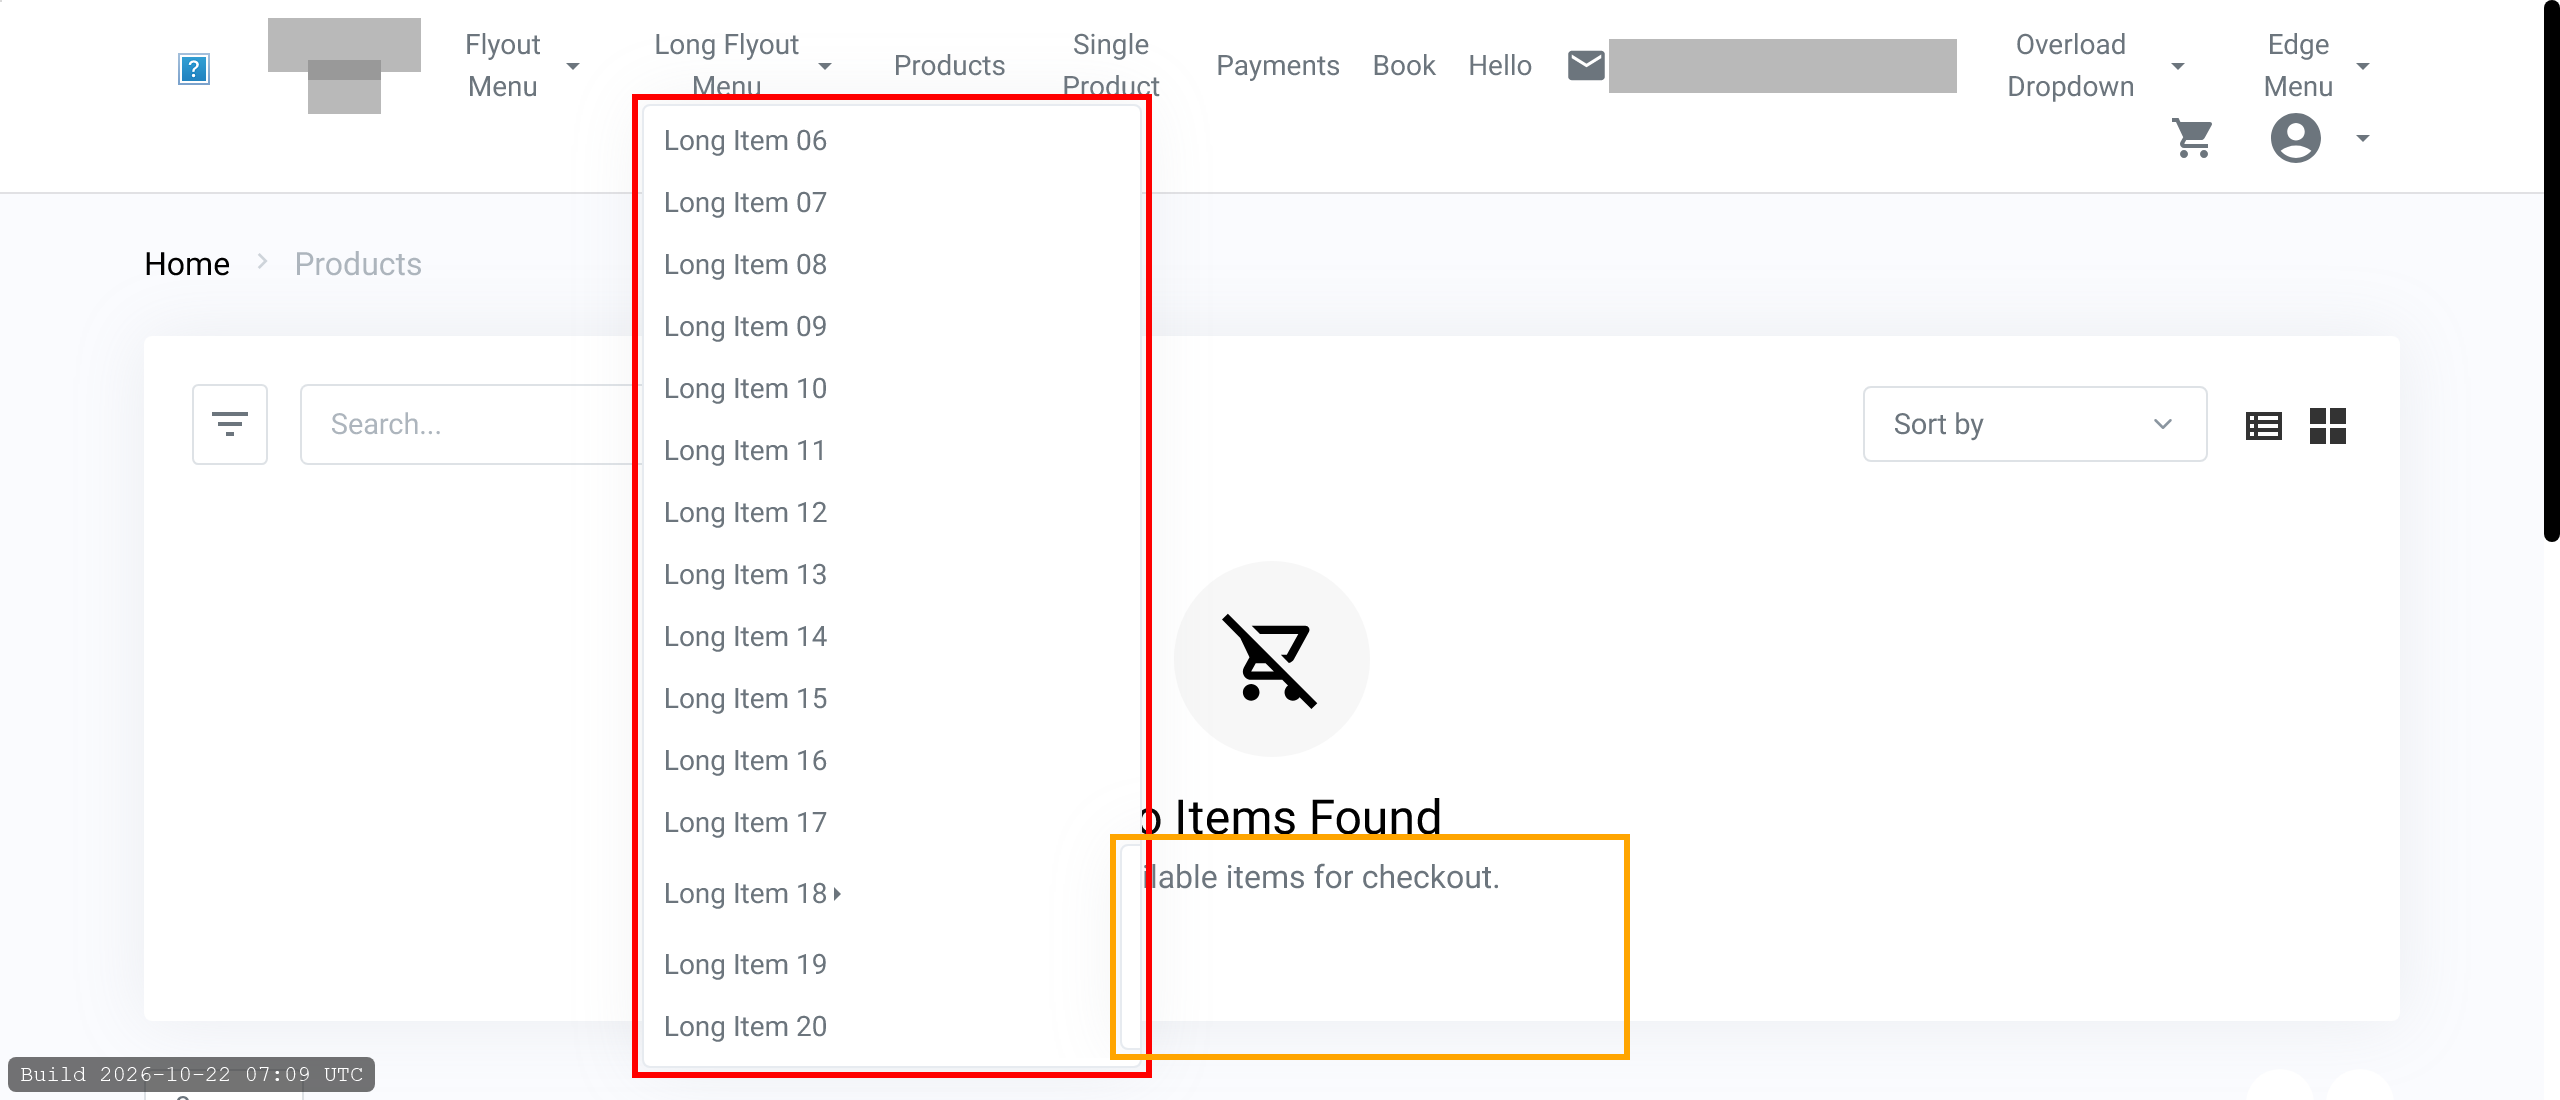 ?
Flyout
Menu
Long Flyout
Menu
Products
Single
Product
Payments
Book
Hello
Overload
Dropdown
Edge
Menu
Long Item 06
Long Item 07
Home
Products
Long Item 08
Long Item 09
Long Item 10
Search...
Sort by
Long Item 11
Long Item 12
Long Item 13
Long Item 14
Long Item 15
Long Item 16
Long Item 17
Items Found
Long Item 18
items for checkout.
Long Item 19
Long Item 20
Build 2026-10-22 07:09 UTC